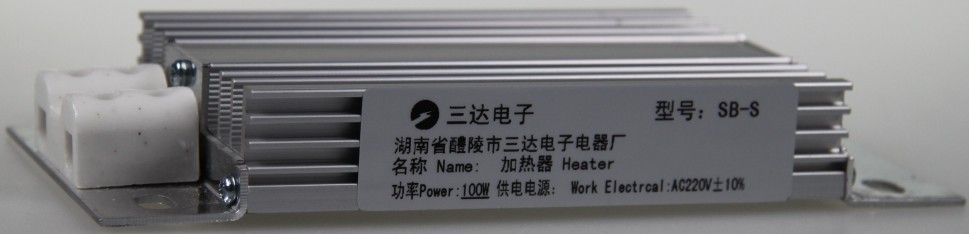 三达电子 型号: SB-S
湖南省醴陵市三达电子电器厂
名称 Name: 加热器 Heater
功率Power:100W 供电电源: Work Electrcal:AC220V±10%